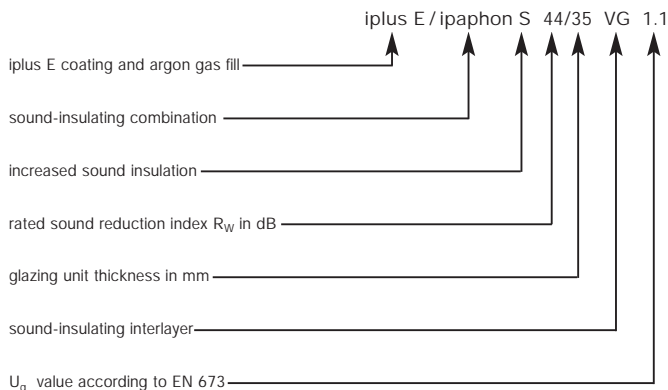 iplus E/ipaphon S 44/35 VG 1.1
iplus E coating and argon gas fill
sound-insulating combination
increased sound insulation
rated sound reduction index RW in dB
glazing unit thickness in mm
sound-insulating interlayer
Ug value according to EN 673